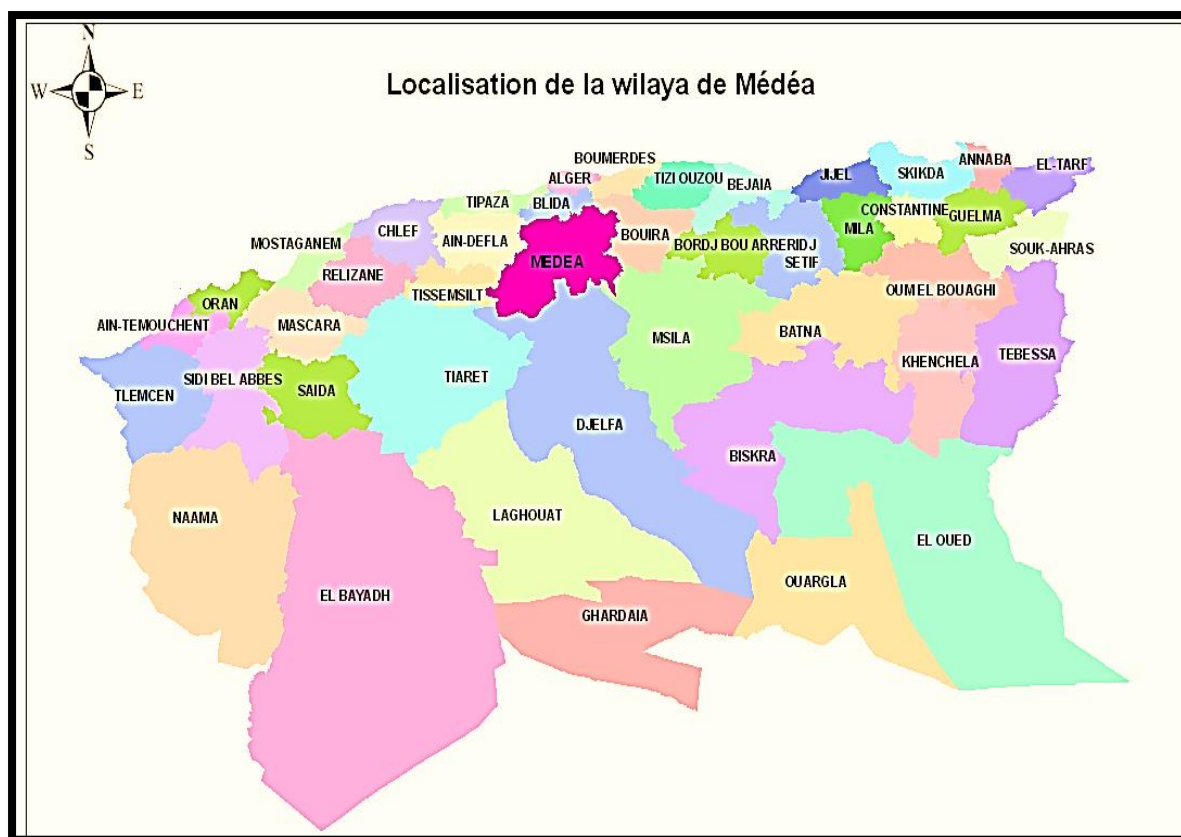 N
W E
S
Localisation de la wilaya de Médéa
BOUMERDES
ALGER
TIZI OUZOU
BEJAIA
JIJEL
SKIKDA
ANNABA
EL-TARF
TIPAZA
BLIDA
CONSTANTINE
GUELMA
CHLEF
AIN-DEFLA
BOUIRA
BORDJ BOU ARRERIDJ
MILA
SOUK-AHRAS
MOSTAGANEM
MEDEA
SETIF
RELIZANE
TISSEMSILT
OUM EL BOUAGHI
ORAN
AIN-TEMOUCHENT
MASCARA
MSILA
BATNA
KHENCHELA
TEBESSA
TLEMCEN
SIDI BEL ABBES
SAIDA
TIARET
DJELFA
BISKRA
NAAMA
LAGHOUAT
EL OUED
EL BAYADH
OUARGLA
GHARDAIA